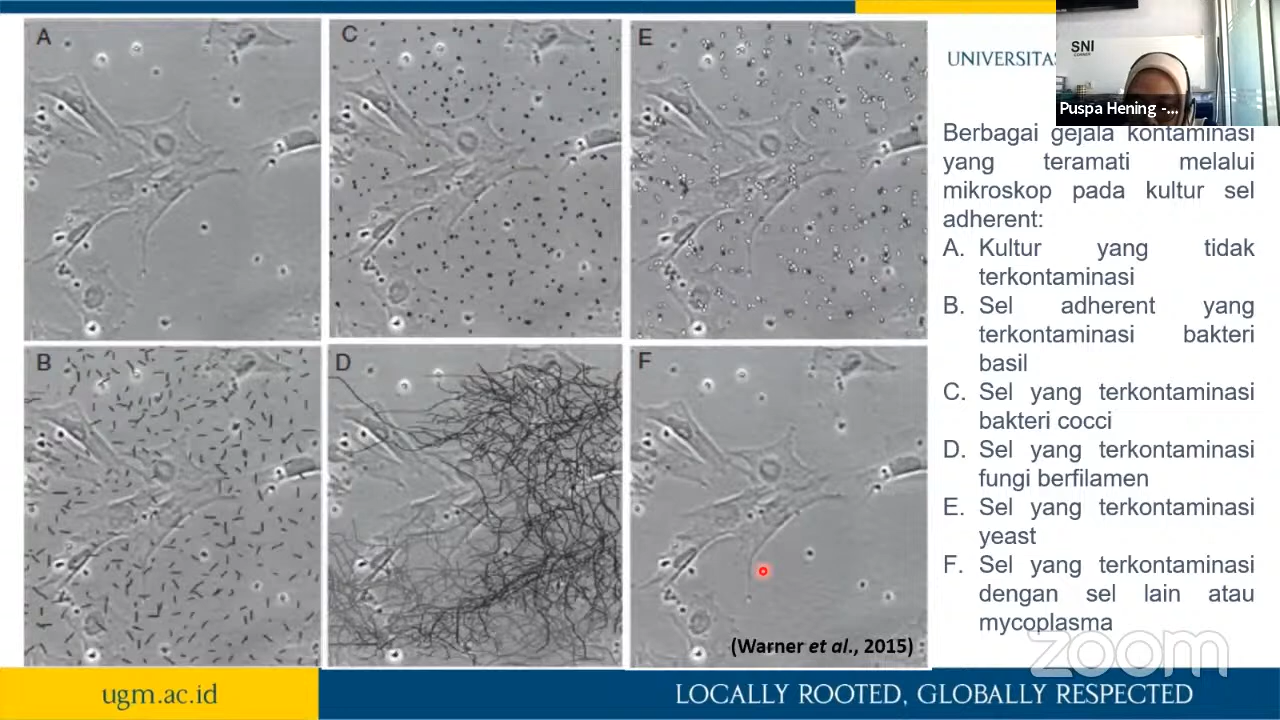 A
C
E
B
D
F
(Warner et al., 2015)
UNIVERSITAS
SNI
Puspa Hening -...
Berbagai gejala kontaminasi
yang teramati melalui
mikroskop pada kultur sel
adherent:
A. Kultur yang tidak
terkontaminasi
B. Sel adherent yang
terkontaminasi bakteri
basil
C. Sel yang terkontaminasi
bakteri cocci
D. Sel yang terkontaminasi
fungi berfilamen
E. Sel yang terkontaminasi
yeast
F. Sel yang terkontaminasi
dengan sel lain atau
mycoplasma
zoom
ugm.ac.id
LOCALLY ROOTED, GLOBALLY RESPECTED